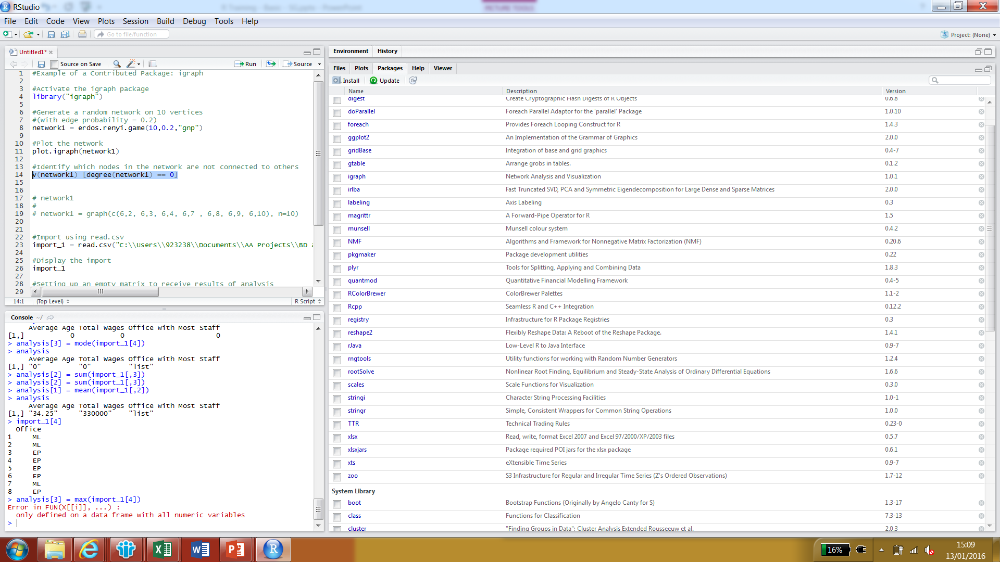 RStudio
R Training - Basic - S2.pptx - PowerPoint
PICTURE TOOLS
File Edit Code View Plots Session Build Debug Tools Help
Go to file/function
Project: (None)
Untitled1*
Source on Save
Run
Source
1 #Example of a Contributed Package: igraph
2
3 #Activate the igraph package
4 library("igraph")
5
6 #Generate a random network on 10 vertices
7 #(with edge probability = 0.2)
8 network1 = erdos.renyi.game(10,0.2,"gnp")
9
10 #Plot the network
11 plot.igraph(network1)
12
13 #Identify which nodes in the network are not connected to others
14 V(network1) [degree(network1) == 0]
15
16
17 # network1
18 #
19 # network1 = graph(c(6,2, 6,3, 6,4, 6,7 , 6,8, 6,9, 6,10), n=10)
20
21
22 #Import using read.csv
23 import_1 = read.csv("C:\\Users\\923238\\Documents\\AA Projects\\BD a
24
25 #Display the import
26 import_1
27
28 #Setting up an empty matrix to receive results of analysis
29
14:1 (Top Level) R Script
Console ~/
Average Age Total Wages Office with Most Staff
[1,] 0 0 0
> analysis[3] = mode(import_1[4])
> analysis
Average Age Total Wages Office with Most Staff
[1,] "0" "0" "list"
> analysis[2] = sum(import_1[,3])
> analysis[2] = sum(import_1[,3])
> analysis[1] = mean(import_1[,2])
> analysis
Average Age Total Wages Office with Most Staff
[1,] "34.25" "330000" "list"
> import_1[4]
Office
1 ML
2 ML
3 EP
4 EP
5 EP
6 EP
7 ML
8 EP
> analysis[3] = max(import_1[4])
Error in FUN(X[[i]], ...) :
only defined on a data frame with all numeric variables
>
Environment History
Files Plots Packages Help Viewer
Install Update
Name Description Version
digest Create Cryptographic Hash Digests of R Objects 0.6.8
doParallel Foreach Parallel Adaptor for the 'parallel' Package 1.0.10
foreach Provides Foreach Looping Construct for R 1.4.3
ggplot2 An Implementation of the Grammar of Graphics 2.0.0
gridBase Integration of base and grid graphics 0.4-7
gtable Arrange grobs in tables. 0.1.2
igraph Network Analysis and Visualization 1.0.1
irlba Fast Truncated SVD, PCA and Symmetric Eigendecomposition for Large Dense and Sparse Matrices 2.0.0
labeling Axis Labeling 0.3
magrittr A Forward-Pipe Operator for R 1.5
munsell Munsell colour system 0.4.2
NMF Algorithms and Framework for Nonnegative Matrix Factorization (NMF) 0.20.6
pkgmaker Package development utilities 0.22
plyr Tools for Splitting, Applying and Combining Data 1.8.3
quantmod Quantitative Financial Modelling Framework 0.4-5
RColorBrewer ColorBrewer Palettes 1.1-2
Rcpp Seamless R and C++ Integration 0.12.2
registry Infrastructure for R Package Registries 0.3
reshape2 Flexibly Reshape Data: A Reboot of the Reshape Package. 1.4.1
rJava Low-Level R to Java Interface 0.9-7
rngtools Utility functions for working with Random Number Generators 1.2.4
rootSolve Nonlinear Root Finding, Equilibrium and Steady-State Analysis of Ordinary Differential Equations 1.6.6
scales Scale Functions for Visualization 0.3.0
stringi Character String Processing Facilities 1.0-1
stringr Simple, Consistent Wrappers for Common String Operations 1.0.0
TTR Technical Trading Rules 0.23-0
xlsx Read, write, format Excel 2007 and Excel 97/2000/XP/2003 files 0.5.7
xlsxjars Package required POI jars for the xlsx package 0.6.1
xts eXtensible Time Series 0.9-7
zoo S3 Infrastructure for Regular and Irregular Time Series (Z's Ordered Observations) 1.7-12
System Library
boot Bootstrap Functions (Originally by Angelo Canty for S) 1.3-17
class Functions for Classification 7.3-13
cluster "Finding Groups in Data": Cluster Analysis Extended Rousseeuw et al. 2.0.3
16%
15:09
13/01/2016